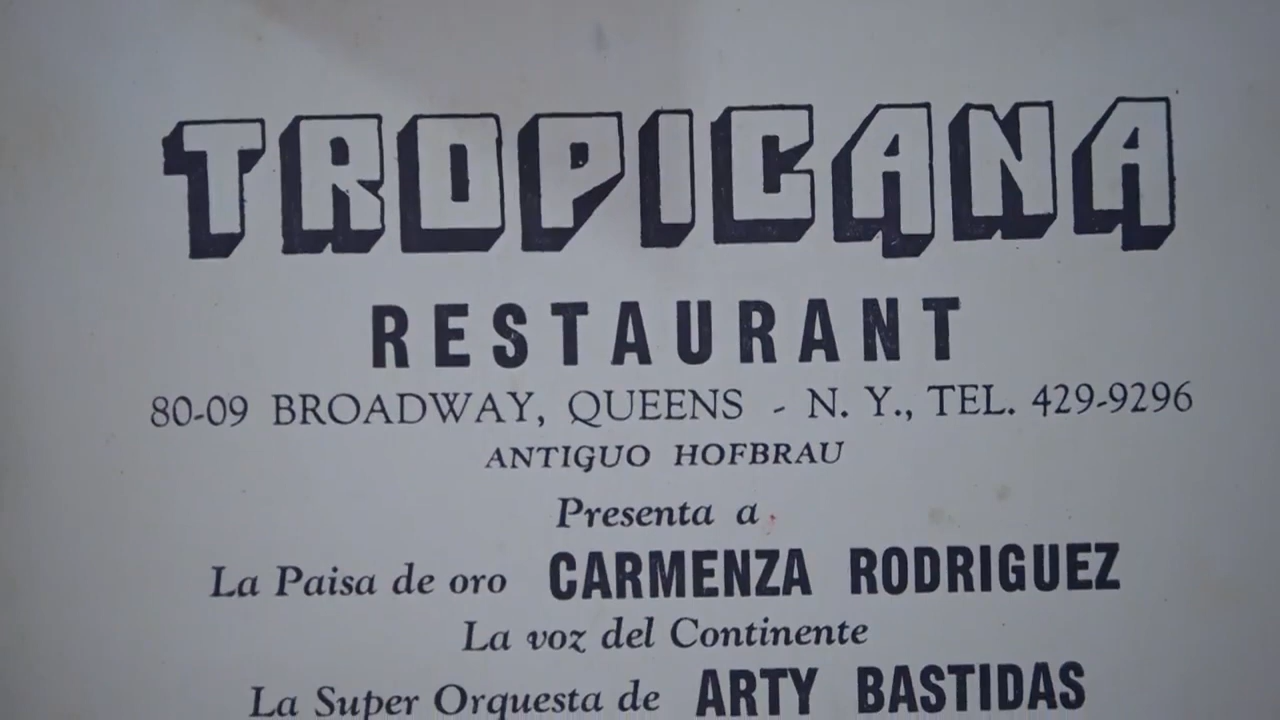 TROPICANA
RESTAURANT
80-09 BROADWAY, QUEENS - N. Y., TEL. 429-9296
ANTIGUO HOFBRAU
Presenta a
La Paisa de oro CARMENZA RODRIGUEZ
La voz del Continente
La Super Orquesta de ARTY BASTIDAS